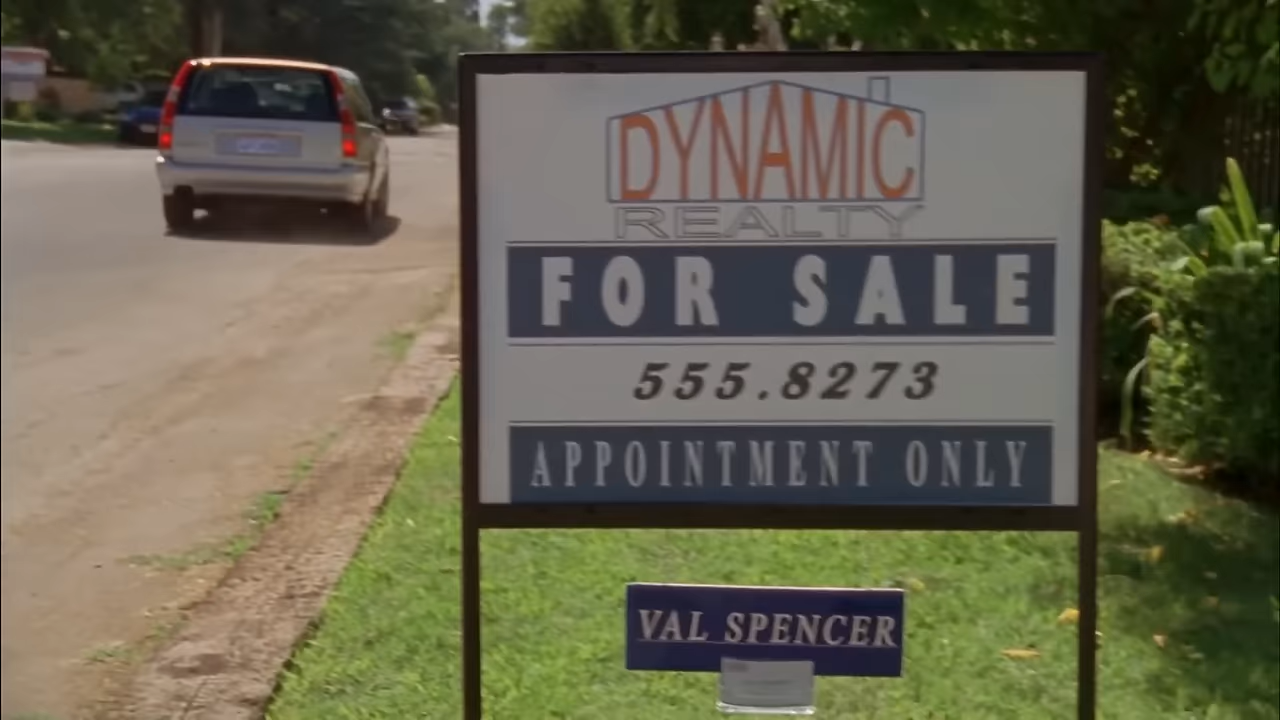 DYNAMIC
REALTY
FOR SALE
555.8273
APPOINTMENT ONLY
VAL SPENCER